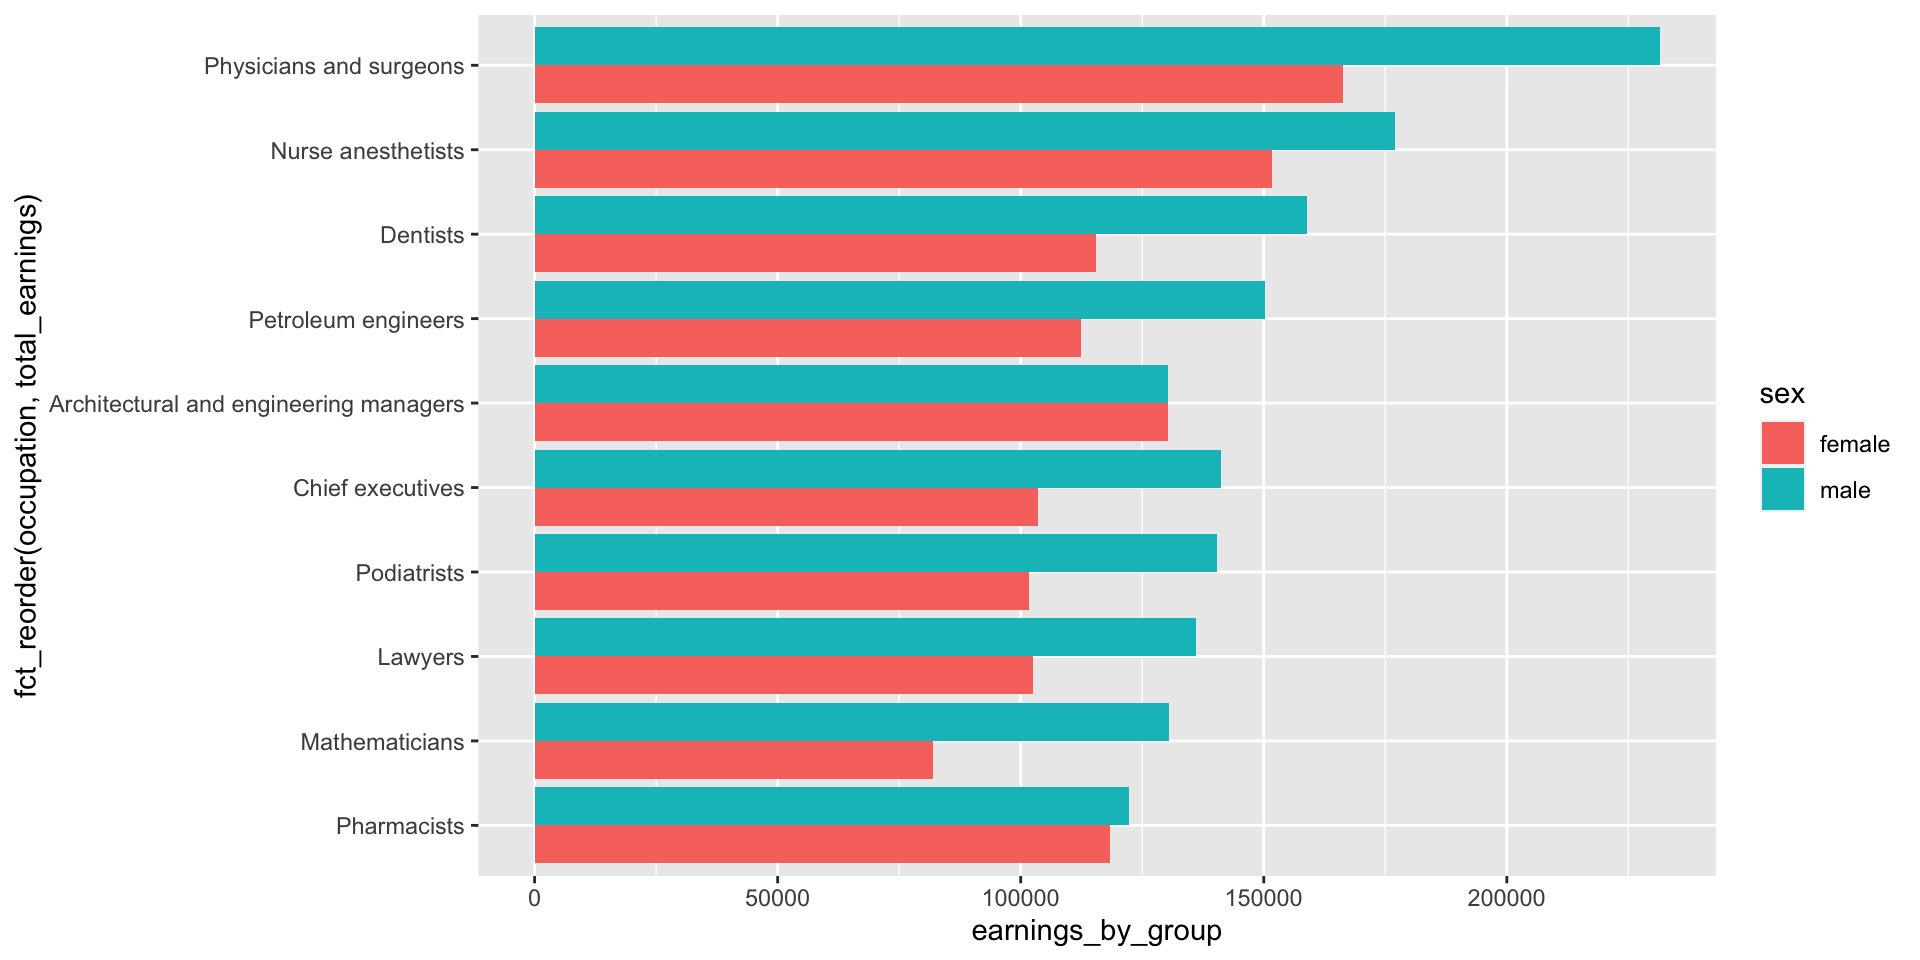 fct_reorder(occupation, total_earnings)
Physicians and surgeons
Nurse anesthetists
Dentists
Petroleum engineers
Architectural and engineering managers
Chief executives
Podiatrists
Lawyers
Mathematicians
Pharmacists
0
50000
100000
150000
200000
earnings_by_group
sex
female
male